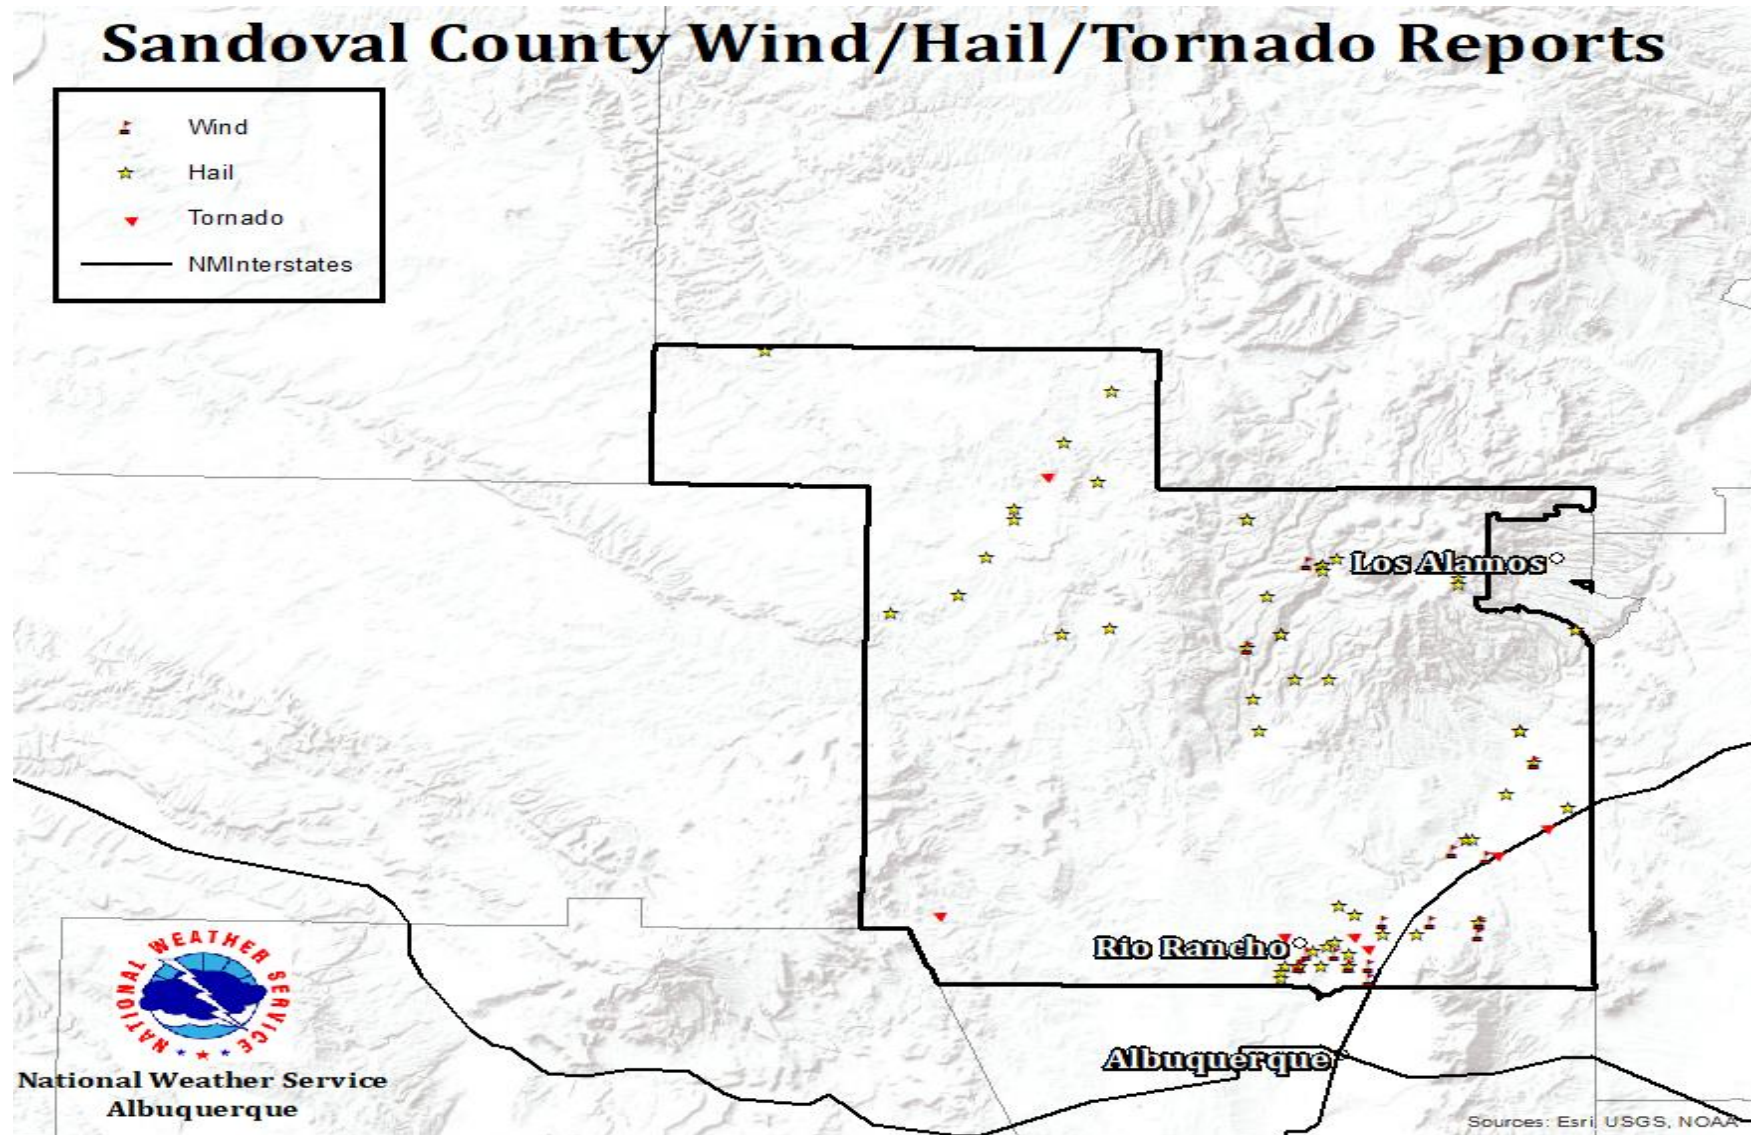 Sandoval County Wind/Hail/Tornado Reports
Wind
Hail
Tornado
NMInterstates
Los Alamos
Rio Rancho
Albuquerque
NATIONAL WEATHER SERVICE
National Weather Service
Albuquerque
Sources: Esri, USGS, NOAA